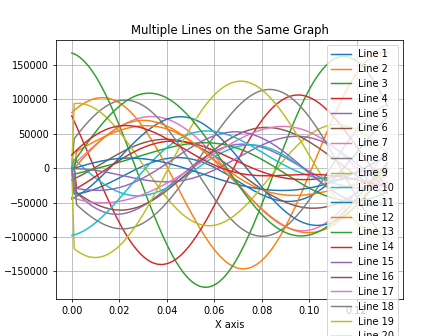 Multiple Lines on the Same Graph
150000
100000
50000
0
−50000
−100000
−150000
0.00
0.02
0.04
0.06
0.08
0.10
X axis
Line 1
Line 2
Line 3
Line 4
Line 5
Line 6
Line 7
Line 8
Line 9
Line 10
Line 11
Line 12
Line 13
Line 14
Line 15
Line 16
Line 17
Line 18
Line 19
Line 20